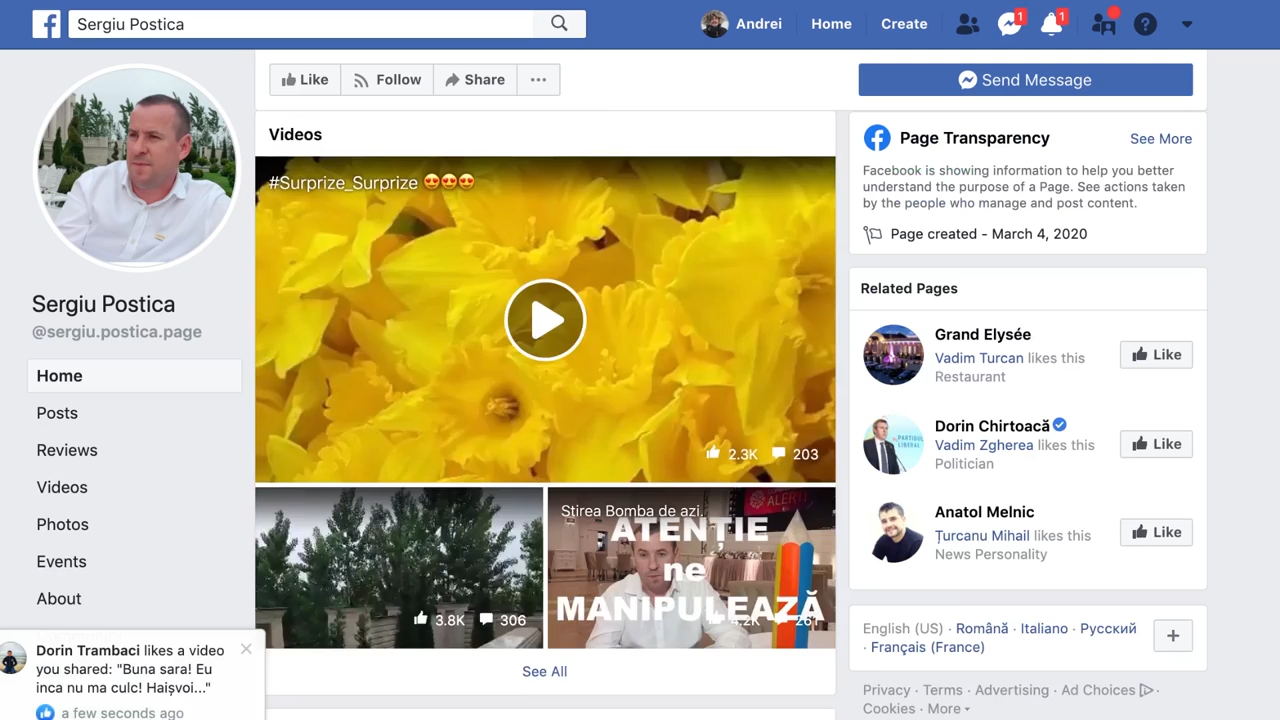 Sergiu Postica
Andrei
Home
Create
1
1
Like
Follow
Share
Send Message
Sergiu Postica
@sergiu.postica.page
Home
Posts
Reviews
Videos
Photos
Events
About
Dorin Trambaci likes a video
you shared: "Buna sara! Eu
inca nu ma culc! Haișvoi..."
a few seconds ago
Videos
#Surprize_Surprize 😍😍😍
2.3K 203
3.8K 306
Stirea Bomba de azi.
ALERT
ATENȚIE
ne
MANIPULEAZĂ
4.2K 261
See All
Page Transparency
See More
Facebook is showing information to help you better
understand the purpose of a Page. See actions taken
by the people who manage and post content.
Page created - March 4, 2020
Related Pages
Grand Elysée
Vadim Turcan likes this
Restaurant
Like
Dorin Chirtoacă
Vadim Zgherea likes this
Politician
Like
PARTIDUL
LIBERAL
Anatol Melnic
Țurcanu Mihail likes this
News Personality
Like
English (US) · Română · Italiano · Русский
· Français (France)
Privacy · Terms · Advertising · Ad Choices ·
Cookies · More